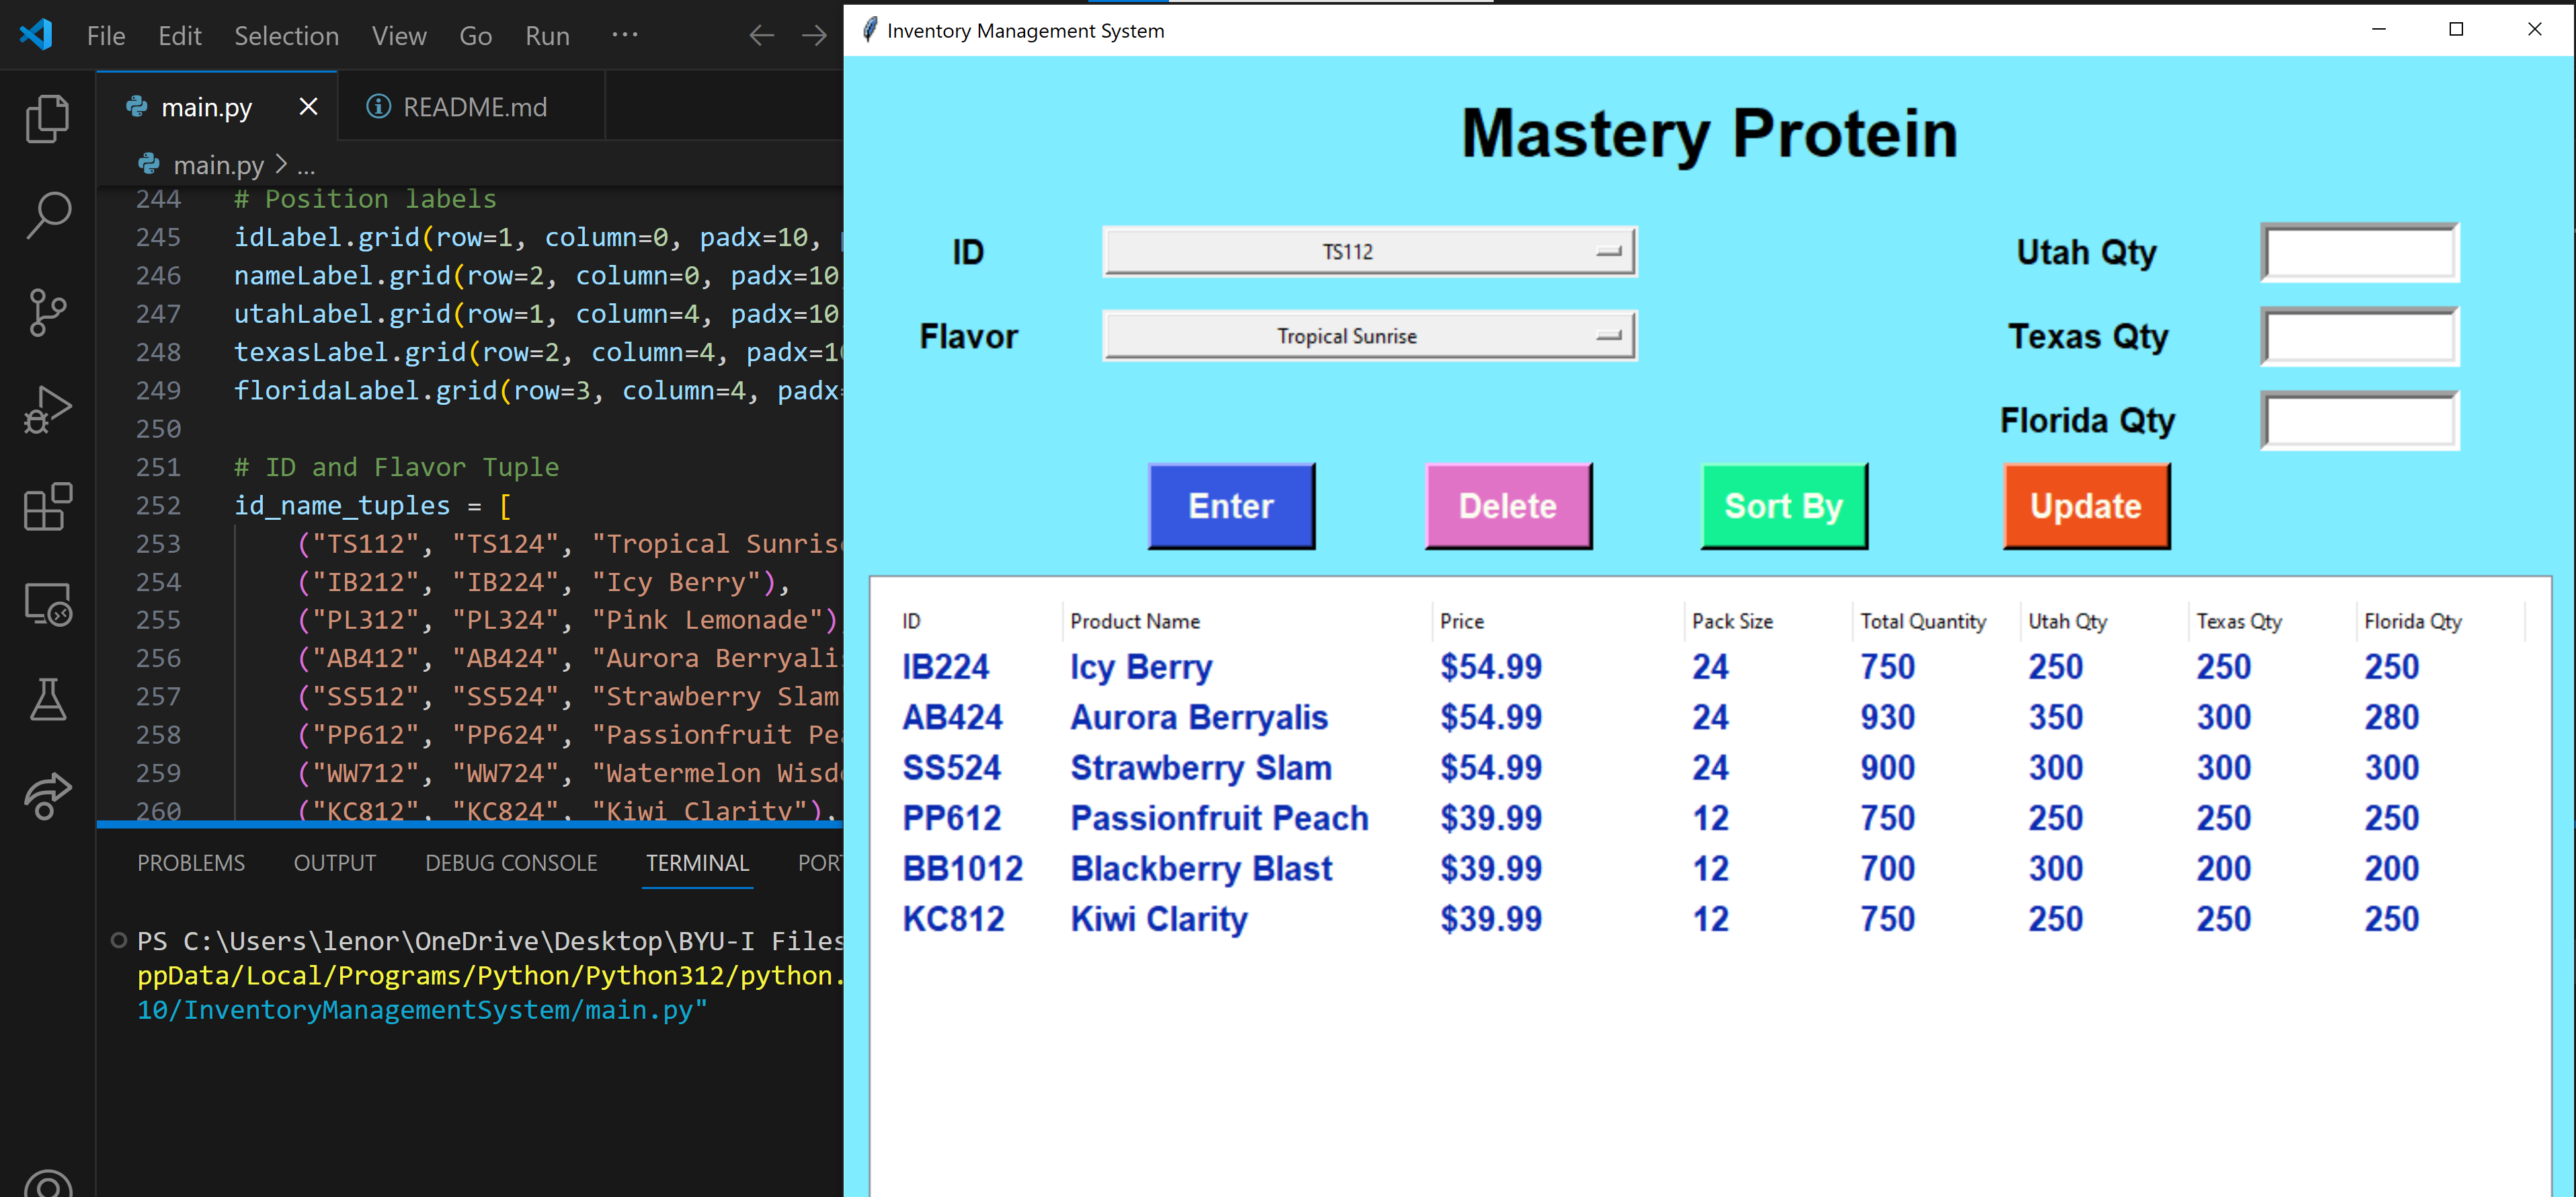 File Edit Selection View Go Run ...
main.py README.md
main.py > ...
244 # Position labels
245 idLabel.grid(row=1, column=0, padx=10,
246 nameLabel.grid(row=2, column=0, padx=10
247 utahLabel.grid(row=1, column=4, padx=10
248 texasLabel.grid(row=2, column=4, padx=10
249 floridaLabel.grid(row=3, column=4, padx=
250
251 # ID and Flavor Tuple
252 id_name_tuples = [
253 ("TS112", "TS124", "Tropical Sunrise
254 ("IB212", "IB224", "Icy Berry"),
255 ("PL312", "PL324", "Pink Lemonade")
256 ("AB412", "AB424", "Aurora Berryalis
257 ("SS512", "SS524", "Strawberry Slam
258 ("PP612", "PP624", "Passionfruit Pea
259 ("WW712", "WW724", "Watermelon Wisd
260 ("KC812", "KC824", "Kiwi Clarity"),
PROBLEMS OUTPUT DEBUG CONSOLE TERMINAL POR
PS C:\Users\lenor\OneDrive\Desktop\BYU-I Files
ppData/Local/Programs/Python/Python312/python.
10/InventoryManagementSystem/main.py"
Inventory Management System
Mastery Protein
ID TS112 Utah Qty
Flavor Tropical Sunrise Texas Qty
Florida Qty
Enter Delete Sort By Update
ID Product Name Price Pack Size Total Quantity Utah Qty Texas Qty Florida Qty
IB224 Icy Berry $54.99 24 750 250 250 250
AB424 Aurora Berryalis $54.99 24 930 350 300 280
SS524 Strawberry Slam $54.99 24 900 300 300 300
PP612 Passionfruit Peach $39.99 12 750 250 250 250
BB1012 Blackberry Blast $39.99 12 700 300 200 200
KC812 Kiwi Clarity $39.99 12 750 250 250 250